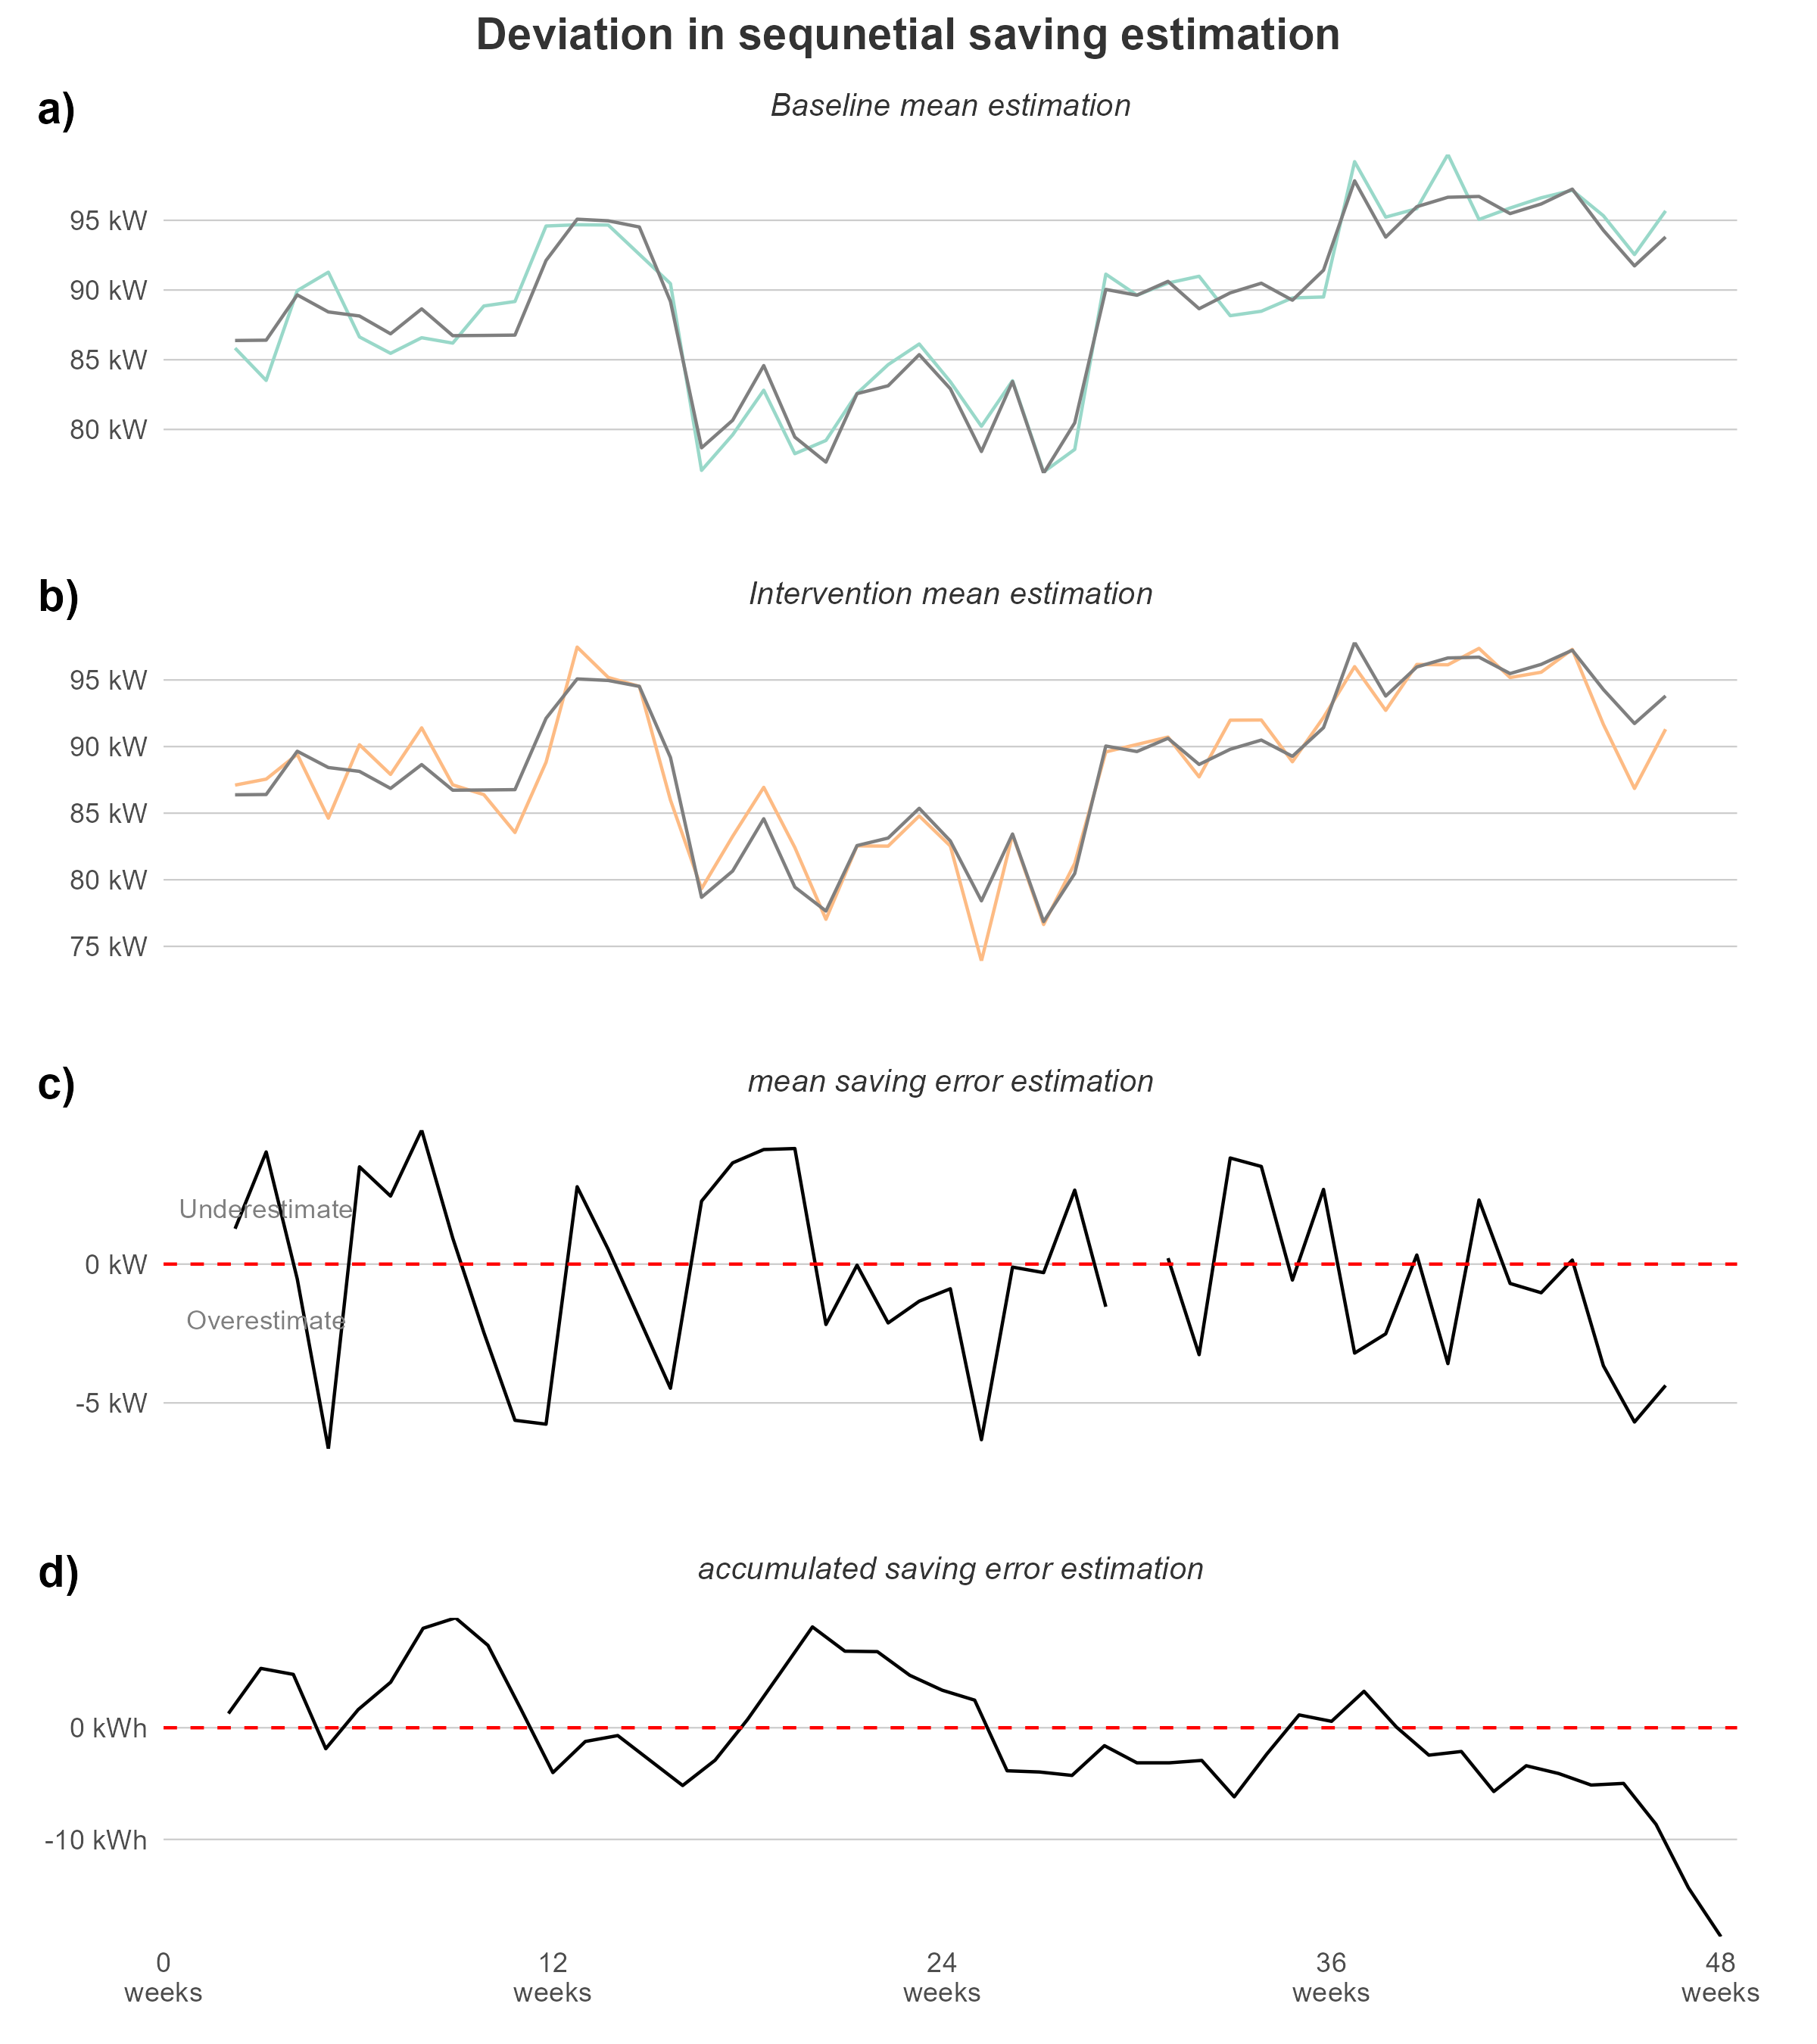 Deviation in sequnetial saving estimation
a)
Baseline mean estimation
95 kW
90 kW
85 kW
80 kW
b)
Intervention mean estimation
95 kW
90 kW
85 kW
80 kW
75 kW
c)
mean saving error estimation
Underestimate
0 kW
Overestimate
-5 kW
d)
accumulated saving error estimation
0 kWh
-10 kWh
0 12 24 36 48
weeks weeks weeks weeks weeks